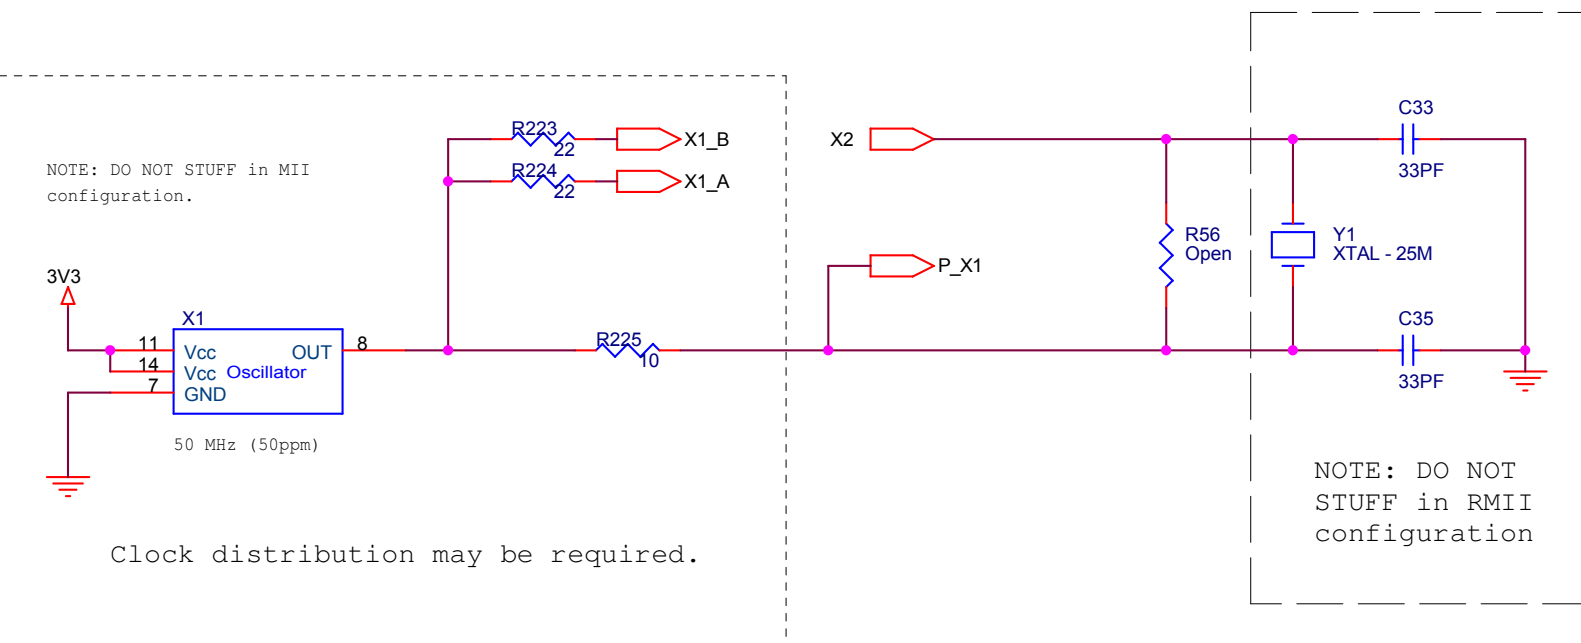 C33
R223
22
X1_B
X2
NOTE: DO NOT STUFF in MII
configuration.
R224
22
X1_A
33PF
R56
Open
Y1
XTAL - 25M
P_X1
3V3
X1
C35
11
Vcc
OUT
8
R225
10
14
Vcc
Oscillator
7
GND
33PF
50 MHz (50ppm)
NOTE: DO NOT
STUFF in RMII
configuration
Clock distribution may be required.